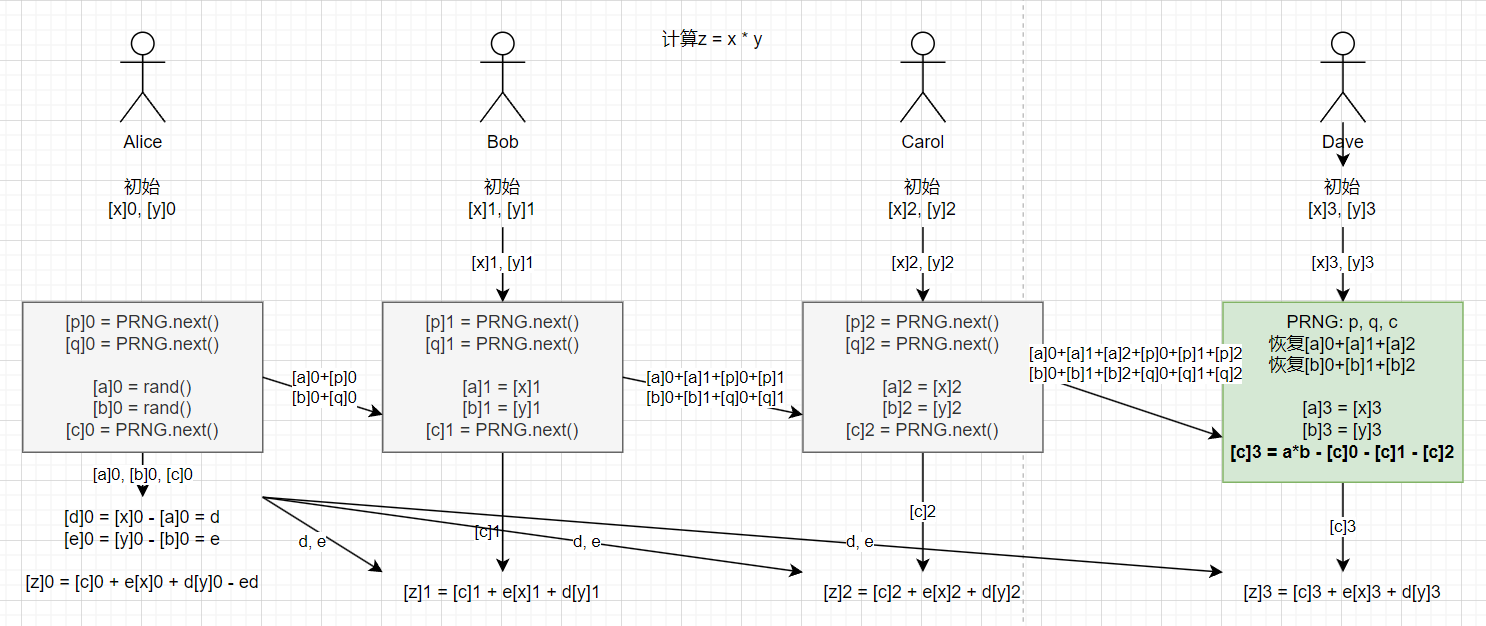 计算z = x * y
Alice
Bob
Carol
Dave
初始
[x]0, [y]0
初始
[x]1, [y]1
初始
[x]2, [y]2
初始
[x]3, [y]3
[x]1, [y]1
[x]2, [y]2
[x]3, [y]3
[p]0 = PRNG.next()
[q]0 = PRNG.next()
[a]0 = rand()
[b]0 = rand()
[c]0 = PRNG.next()
[a]0+[p]0
[b]0+[q]0
[p]1 = PRNG.next()
[q]1 = PRNG.next()
[a]1 = [x]1
[b]1 = [y]1
[c]1 = PRNG.next()
[a]0+[a]1+[p]0+[p]1
[b]0+[b]1+[q]0+[q]1
[p]2 = PRNG.next()
[q]2 = PRNG.next()
[a]2 = [x]2
[b]2 = [y]2
[c]2 = PRNG.next()
[a]0+[a]1+[a]2+[p]0+[p]1+[p]2
[b]0+[b]1+[b]2+[q]0+[q]1+[q]2
PRNG: p, q, c
恢复[a]0+[a]1+[a]2
恢复[b]0+[b]1+[b]2
[a]3 = [x]3
[b]3 = [y]3
[c]3 = a*b - [c]0 - [c]1 - [c]2
[a]0, [b]0, [c]0
[d]0 = [x]0 - [a]0 = d
[e]0 = [y]0 - [b]0 = e
d, e
[c]1
d, e
[c]2
d, e
[c]3
[z]0 = [c]0 + e[x]0 + d[y]0 - ed
[z]1 = [c]1 + e[x]1 + d[y]1
[z]2 = [c]2 + e[x]2 + d[y]2
[z]3 = [c]3 + e[x]3 + d[y]3